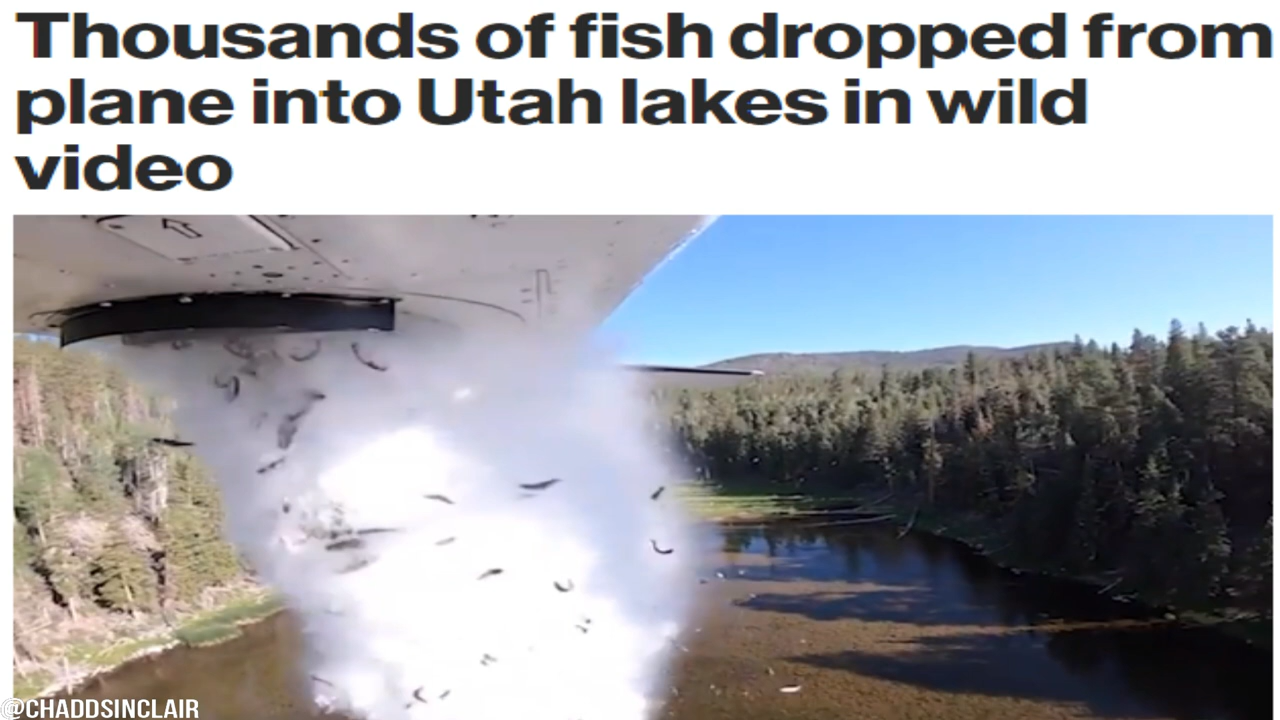 Thousands of fish dropped from
plane into Utah lakes in wild
video
@CHADDSINCLAIR